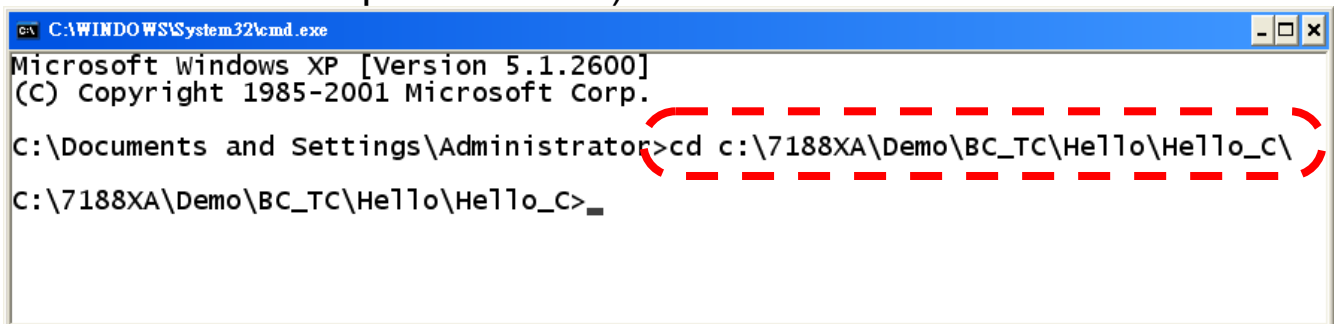 C:\WINDOWS\System32\cmd.exe
Microsoft Windows XP [Version 5.1.2600]
(C) Copyright 1985-2001 Microsoft Corp.
C:\Documents and Settings\Administrator>cd c:\7188XA\Demo\BC_TC\Hello\Hello_C\
C:\7188XA\Demo\BC_TC\Hello\Hello_C>_